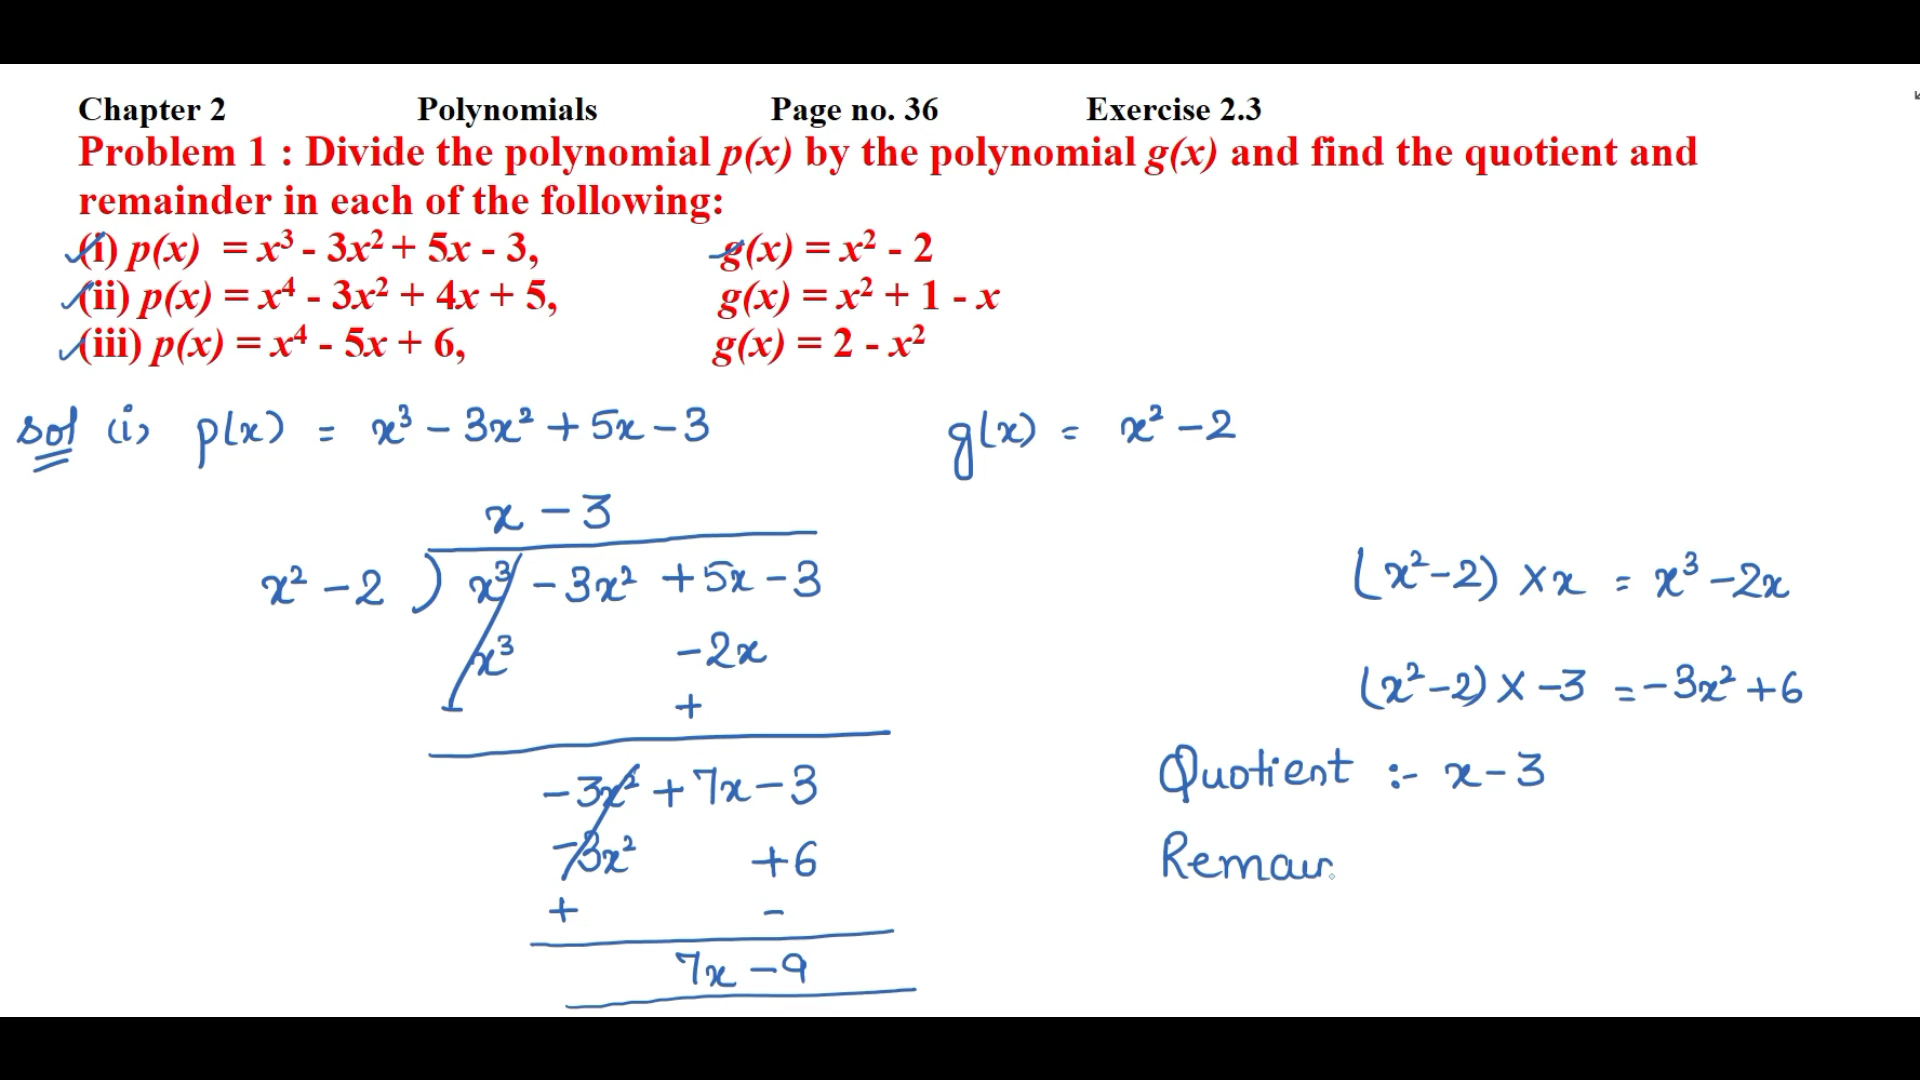 Chapter 2 Polynomials Page no. 36 Exercise 2.3
Problem 1 : Divide the polynomial p(x) by the polynomial g(x) and find the quotient and
remainder in each of the following:
(i) p(x) = x³ - 3x² + 5x - 3, g(x) = x² - 2
(ii) p(x) = x⁴ - 3x² + 4x + 5, g(x) = x² + 1 - x
(iii) p(x) = x⁴ - 5x + 6, g(x) = 2 - x²
sol (i) p(x) = x³ - 3x² + 5x - 3 g(x) = x² - 2
x - 3
x² - 2 ) x³ - 3x² + 5x - 3
x³ - 2x
- +
-3x² + 7x - 3
-3x² + 6
+ -
7x - 9
(x² - 2) × x = x³ - 2x
(x² - 2) × -3 = -3x² + 6
Quotient :- x - 3
Remain